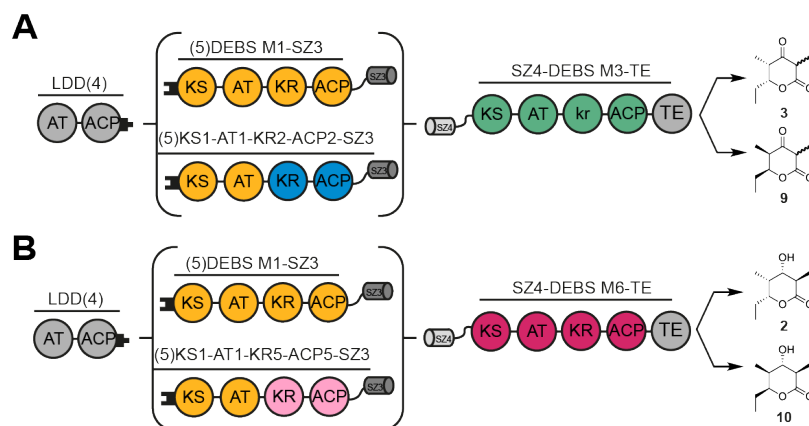 A
(5)DEBS M1-SZ3
KS AT KR ACP SZ3
LDD(4)
AT ACP
(5)KS1-AT1-KR2-ACP2-SZ3
KS AT KR ACP SZ3
SZ4-DEBS M3-TE
SZ4 KS AT kr ACP TE
O
O O
3
O
O O
9
B
(5)DEBS M1-SZ3
KS AT KR ACP SZ3
LDD(4)
AT ACP
(5)KS1-AT1-KR5-ACP5-SZ3
KS AT KR ACP SZ3
SZ4-DEBS M6-TE
SZ4 KS AT KR ACP TE
OH
O O
2
OH
O O
10